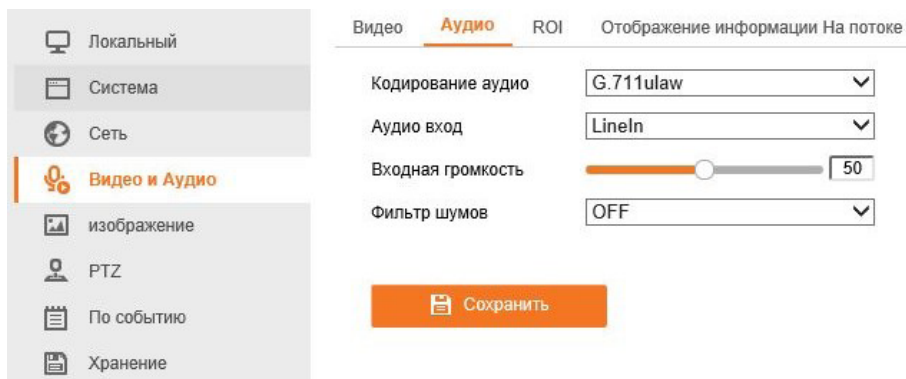 Локальный
Система
Сеть
Видео и Аудио
изображение
PTZ
По событию
Хранение
Видео Аудио ROI Отображение информации На потоке
Кодирование аудио G.711ulaw
Аудио вход LineIn
Входная громкость 50
Фильтр шумов OFF
Сохранить